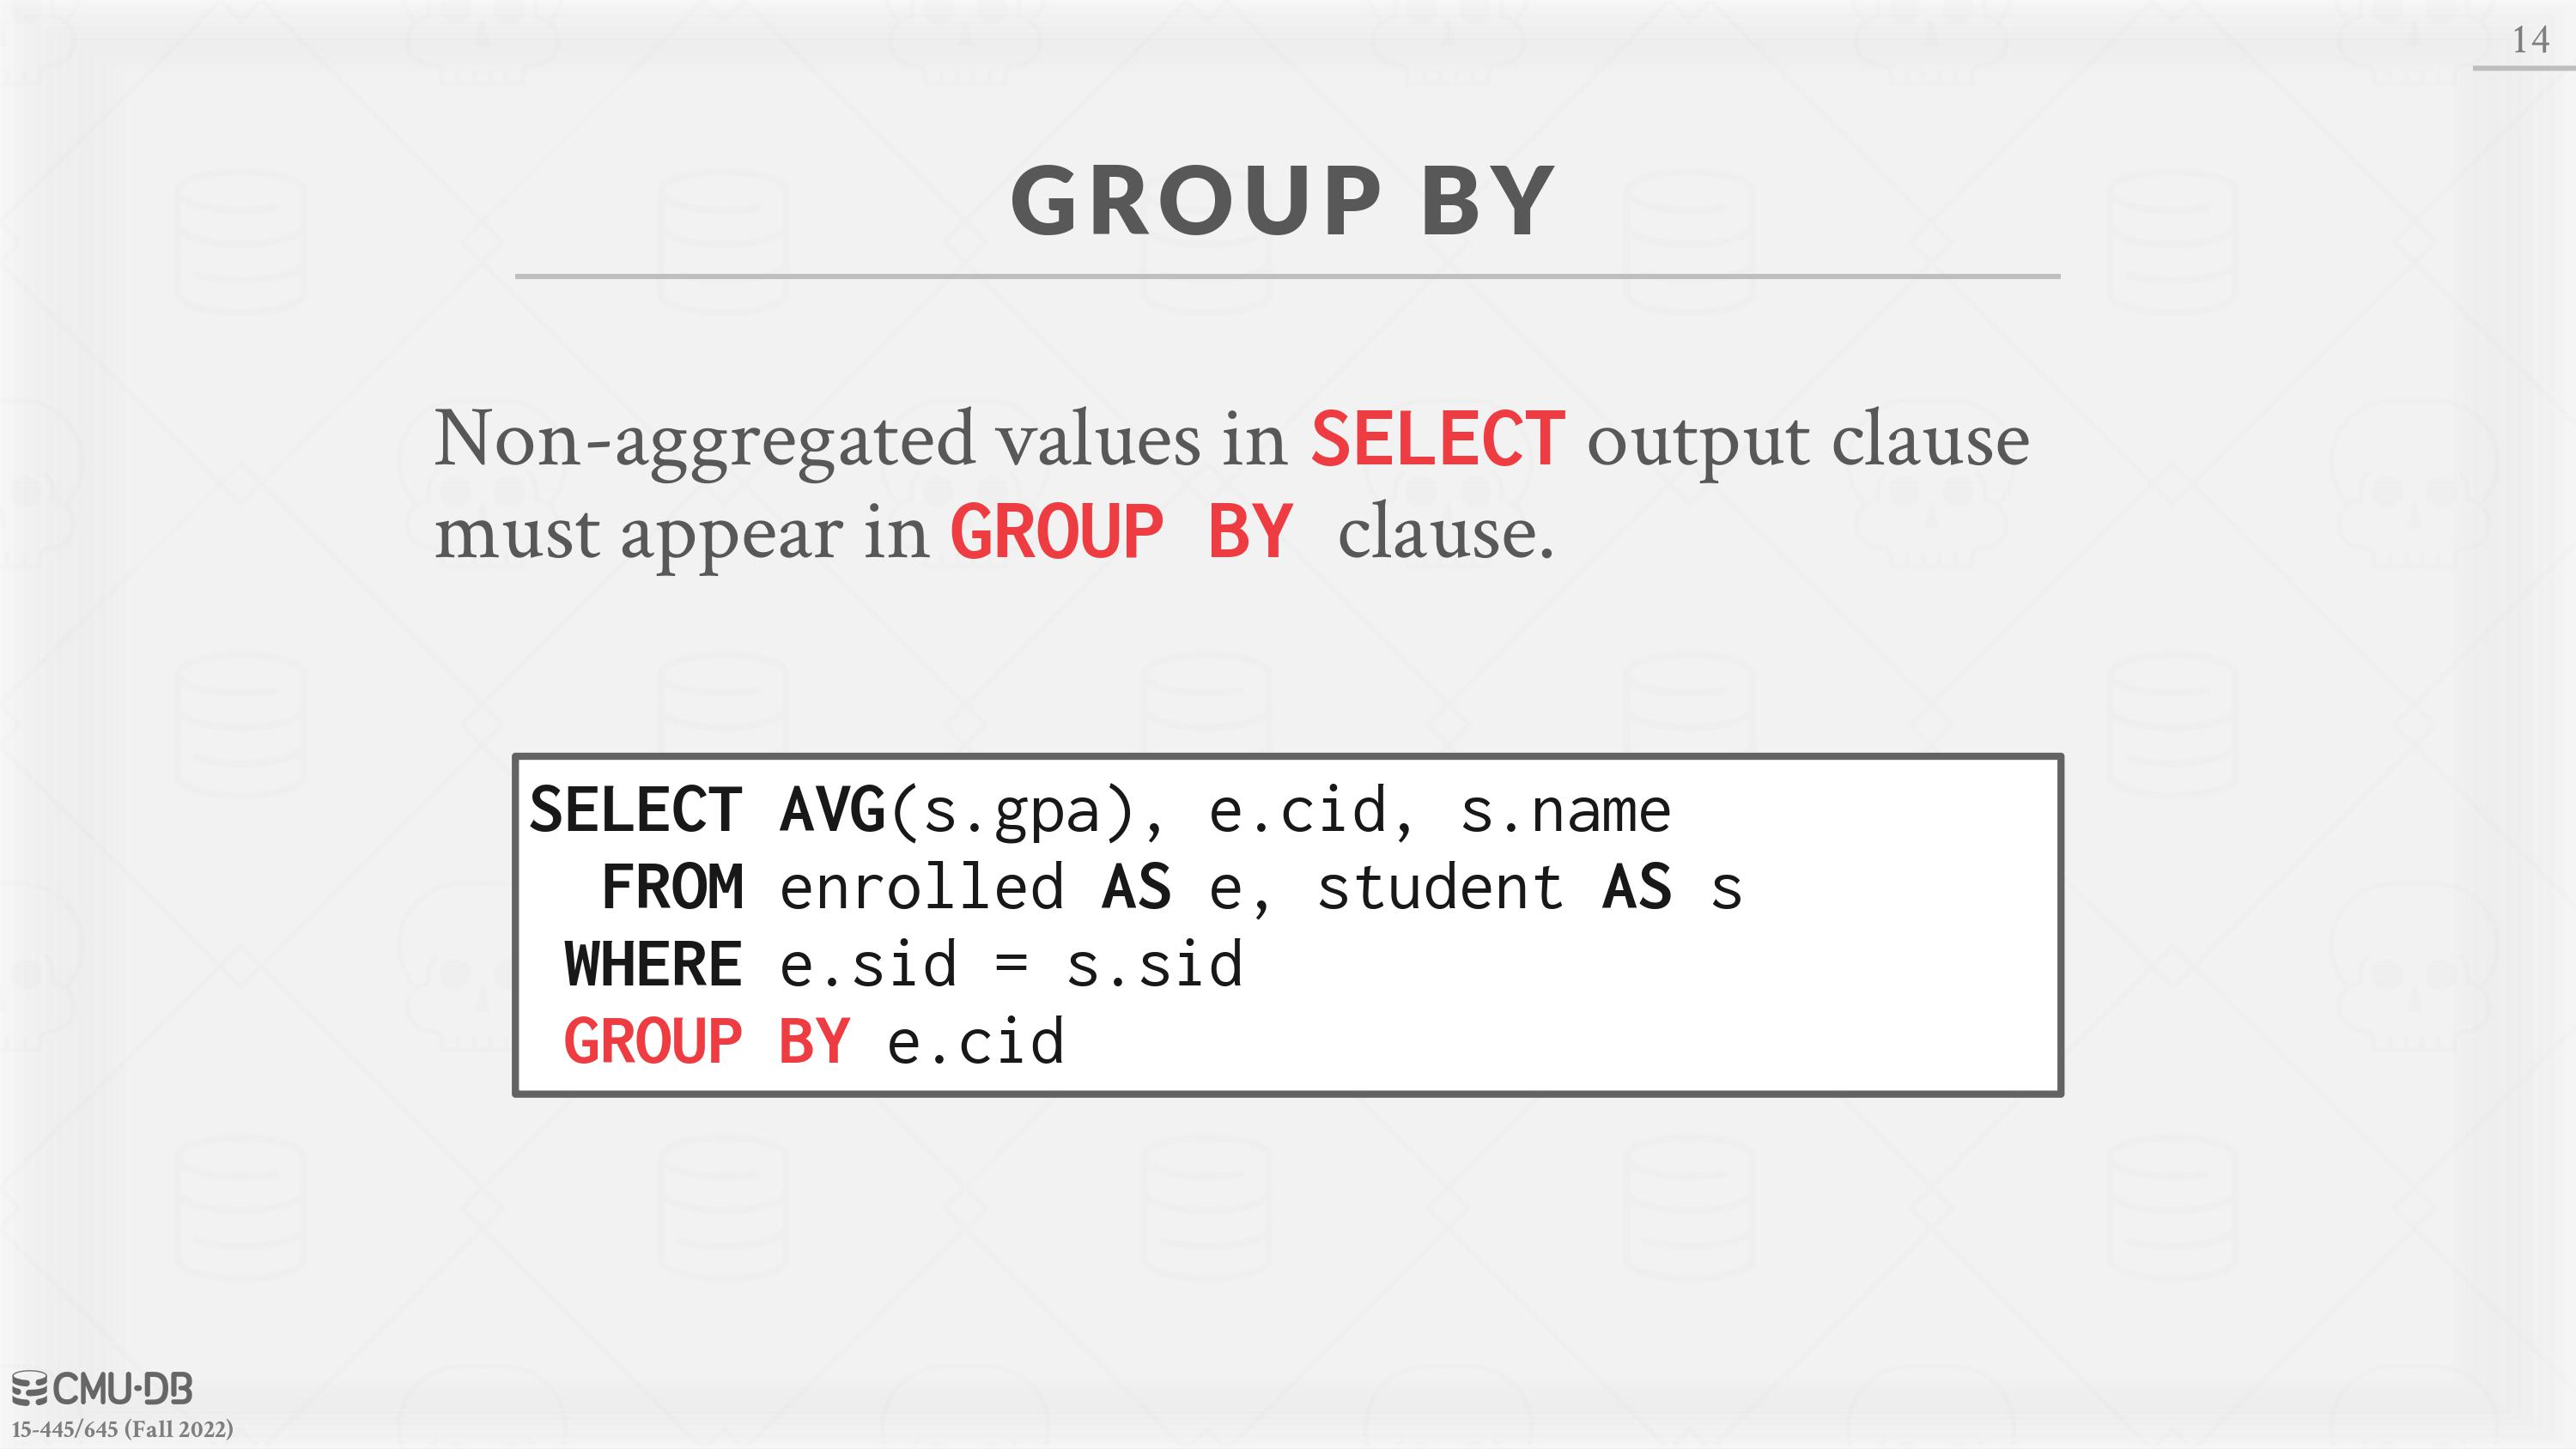 14
GROUP BY
Non-aggregated values in SELECT output clause
must appear in GROUP BY clause.
SELECT AVG(s.gpa), e.cid, s.name
FROM enrolled AS e, student AS s
WHERE e.sid = s.sid
GROUP BY e.cid
CMU·DB
15-445/645 (Fall 2022)